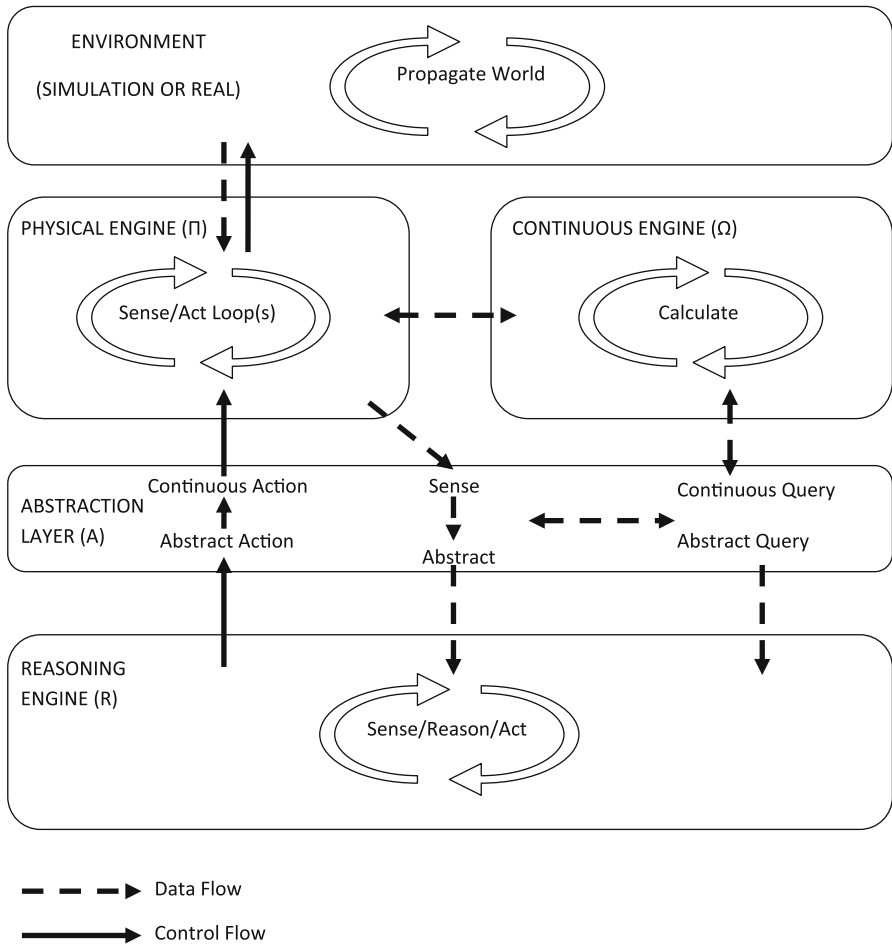 ENVIRONMENT
(SIMULATION OR REAL)
Propagate World
PHYSICAL ENGINE (Π)
Sense/Act Loop(s)
CONTINUOUS ENGINE (Ω)
Calculate
ABSTRACTION
LAYER (A)
Continuous Action
Abstract Action
Sense
Abstract
Continuous Query
Abstract Query
REASONING
ENGINE (R)
Sense/Reason/Act
Data Flow
Control Flow